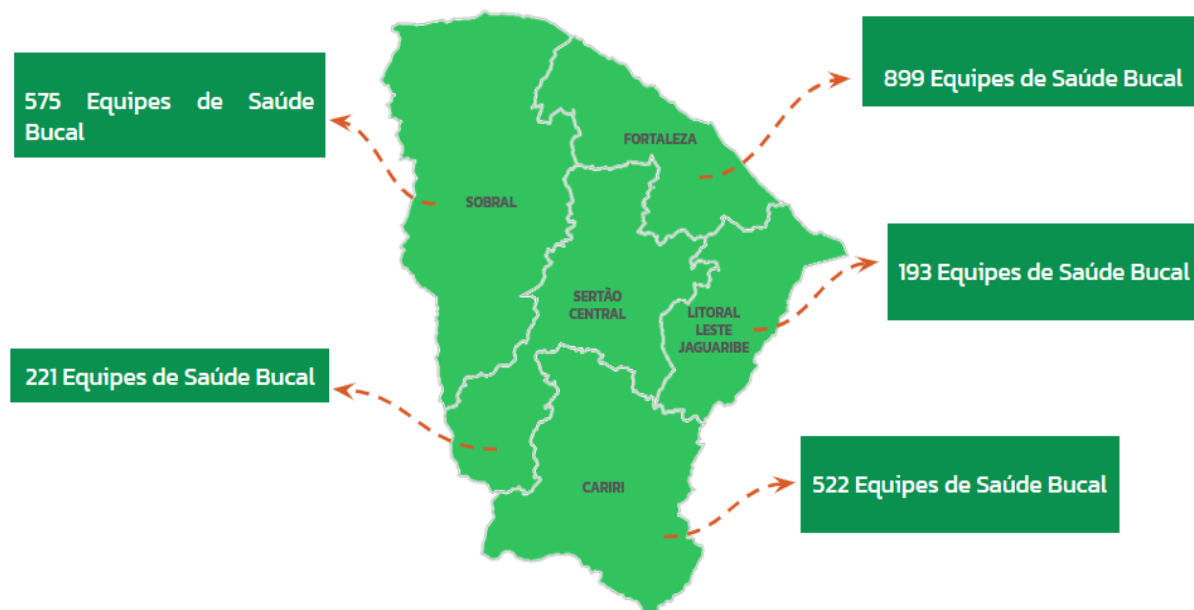 575 Equipes de Saúde
Bucal
899 Equipes de Saúde Bucal
FORTALEZA
SOBRAL
193 Equipes de Saúde Bucal
SERTÃO
CENTRAL
LITORAL
LESTE
JAGUARIBE
221 Equipes de Saúde Bucal
CARIRI
522 Equipes de Saúde Bucal